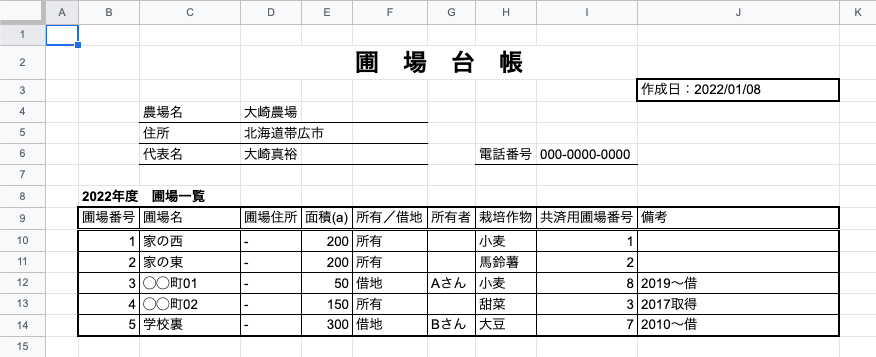 A B C D E F G H I J K
1
2 圃 場 台 帳
3 作成日：2022/01/08
4 農場名 大崎農場
5 住所 北海道帯広市
6 代表名 大崎真裕 電話番号 000-0000-0000
7
8 2022年度　圃場一覧
9 圃場番号 圃場名 圃場住所 面積(a) 所有／借地 所有者 栽培作物 共済用圃場番号 備考
10 1 家の西 - 200 所有 小麦 1
11 2 家の東 - 200 所有 馬鈴薯 2
12 3 〇〇町01 - 50 借地 Aさん 小麦 8 2019〜借
13 4 〇〇町02 - 150 所有 甜菜 3 2017取得
14 5 学校裏 - 300 借地 Bさん 大豆 7 2010〜借
15